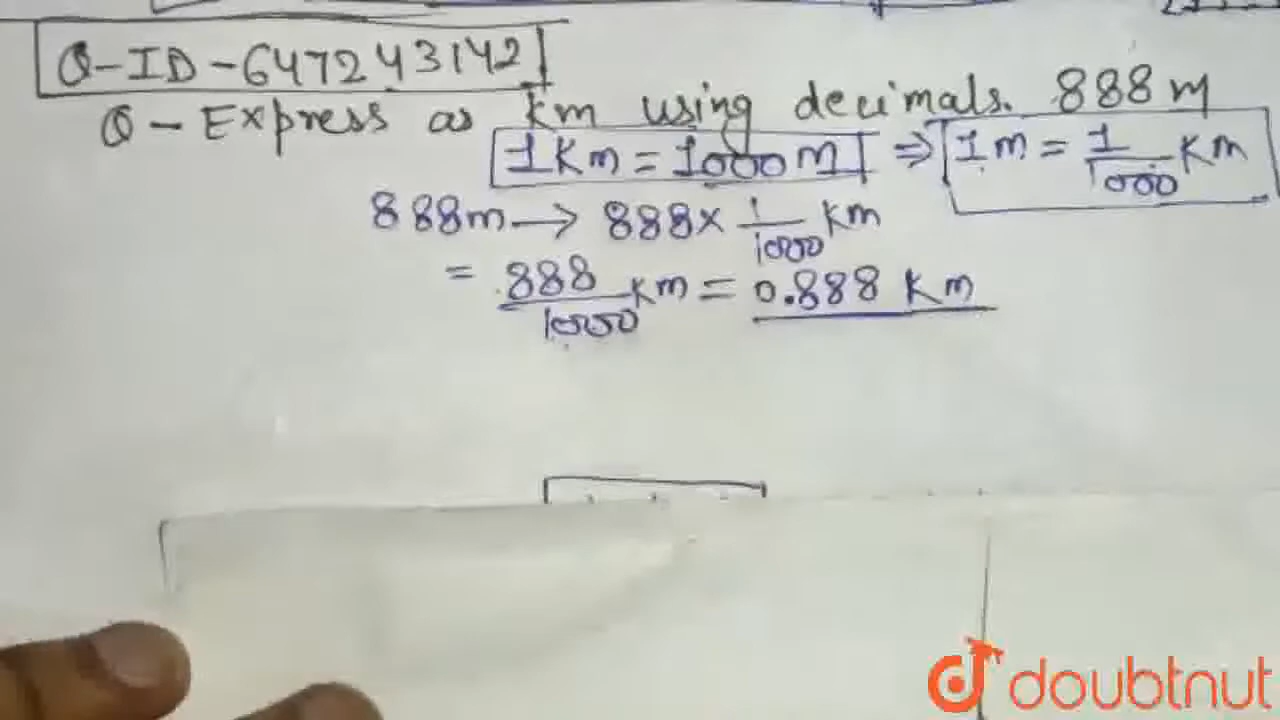 Q-ID-647243142
Q - Express as km using decimals. 888 m
1 Km = 1000 m ⇒ 1 m = 1/1000 Km
888m → 888 × 1/1000 Km
= 888/1000 Km = 0.888 Km
doubtnut